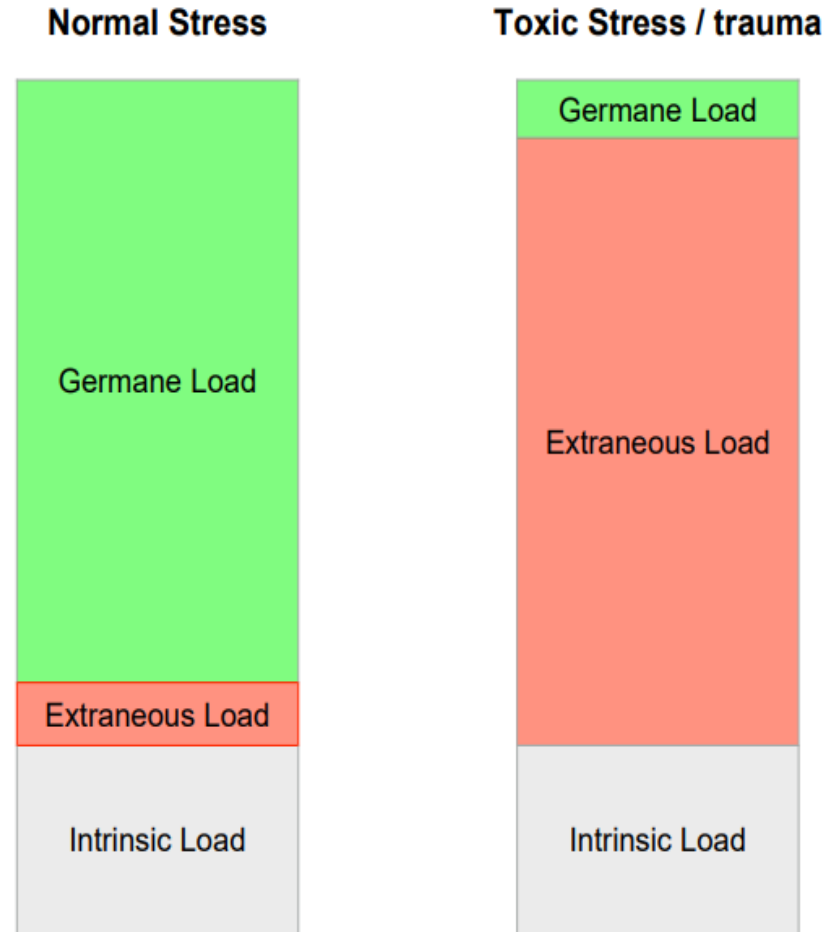 Normal Stress
Toxic Stress / trauma
Germane Load
Extraneous Load
Intrinsic Load
Germane Load
Extraneous Load
Intrinsic Load